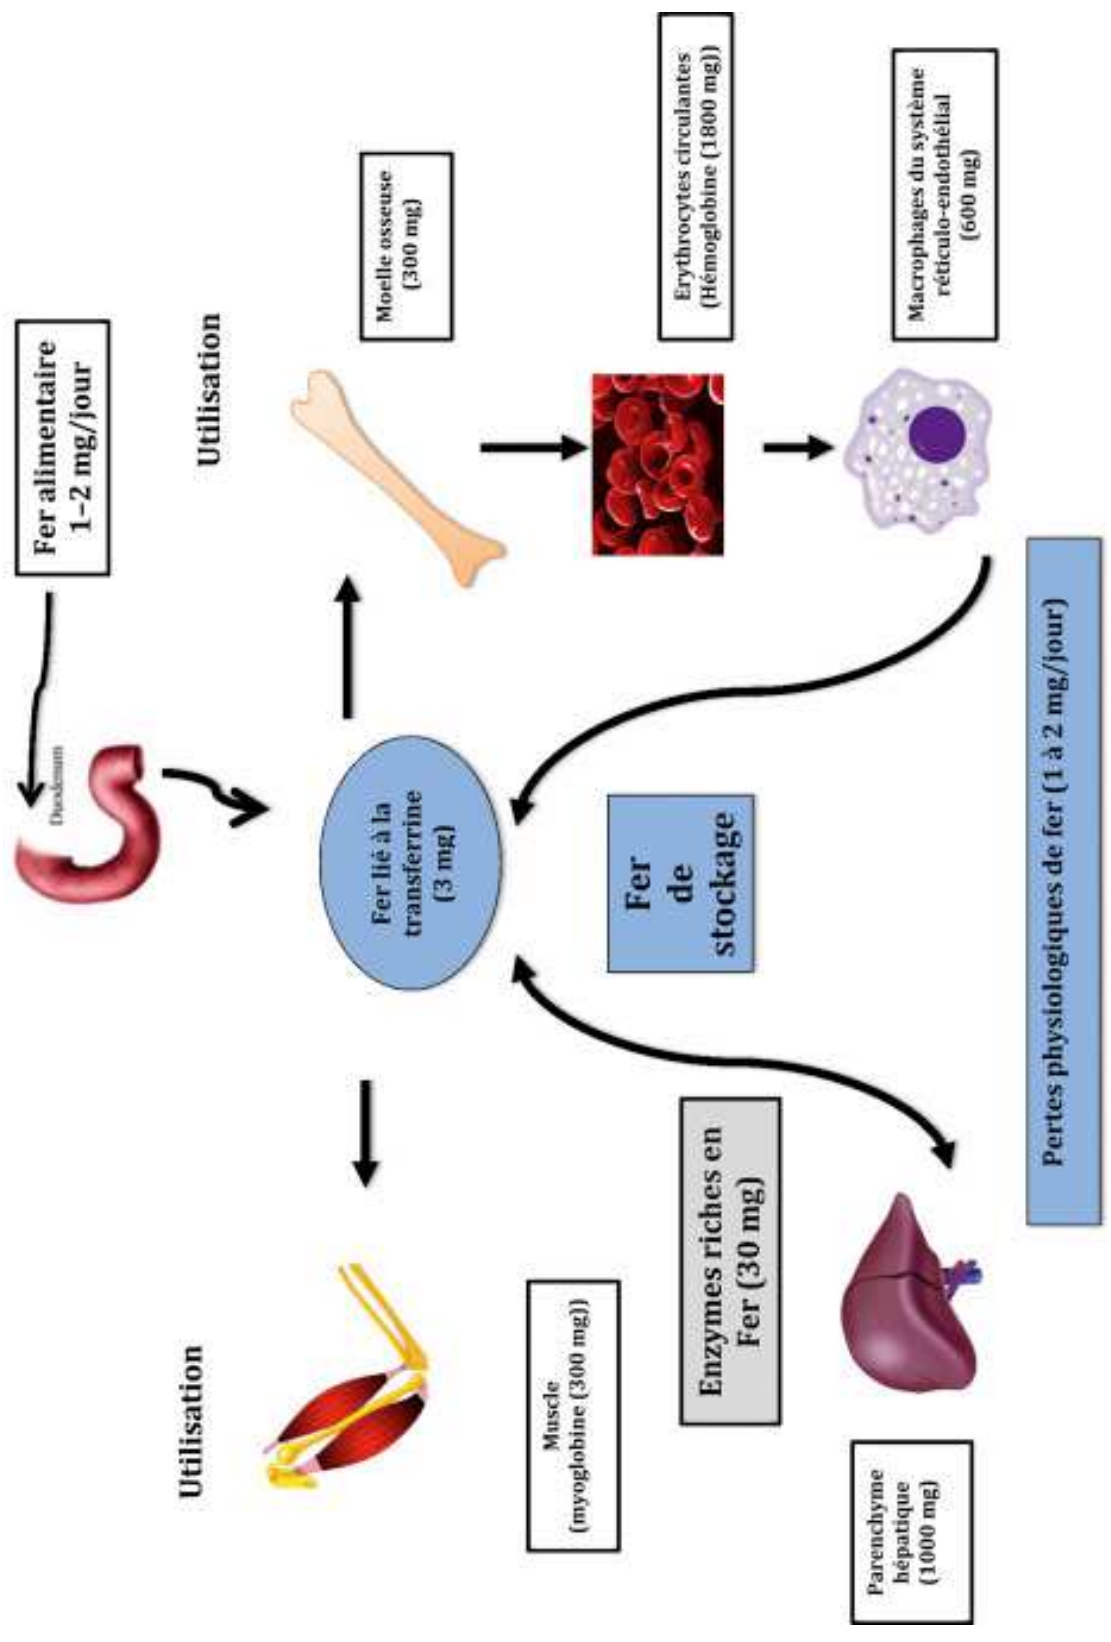 Fer alimentaire
1–2 mg/jour
Duodenum
Utilisation
Utilisation
Fer lié à la
transferrine
(3 mg)
Moelle osseuse
(300 mg)
Muscle
(myoglobine (300 mg))
Fer
de
stockage
Erythrocytes circulantes
(Hémoglobine (1800 mg))
Enzymes riches en
Fer (30 mg)
Parenchyme
hépatique
(1000 mg)
Macrophages du système
réticulo-endothélial
(600 mg)
Pertes physiologiques de fer (1 à 2 mg/jour)